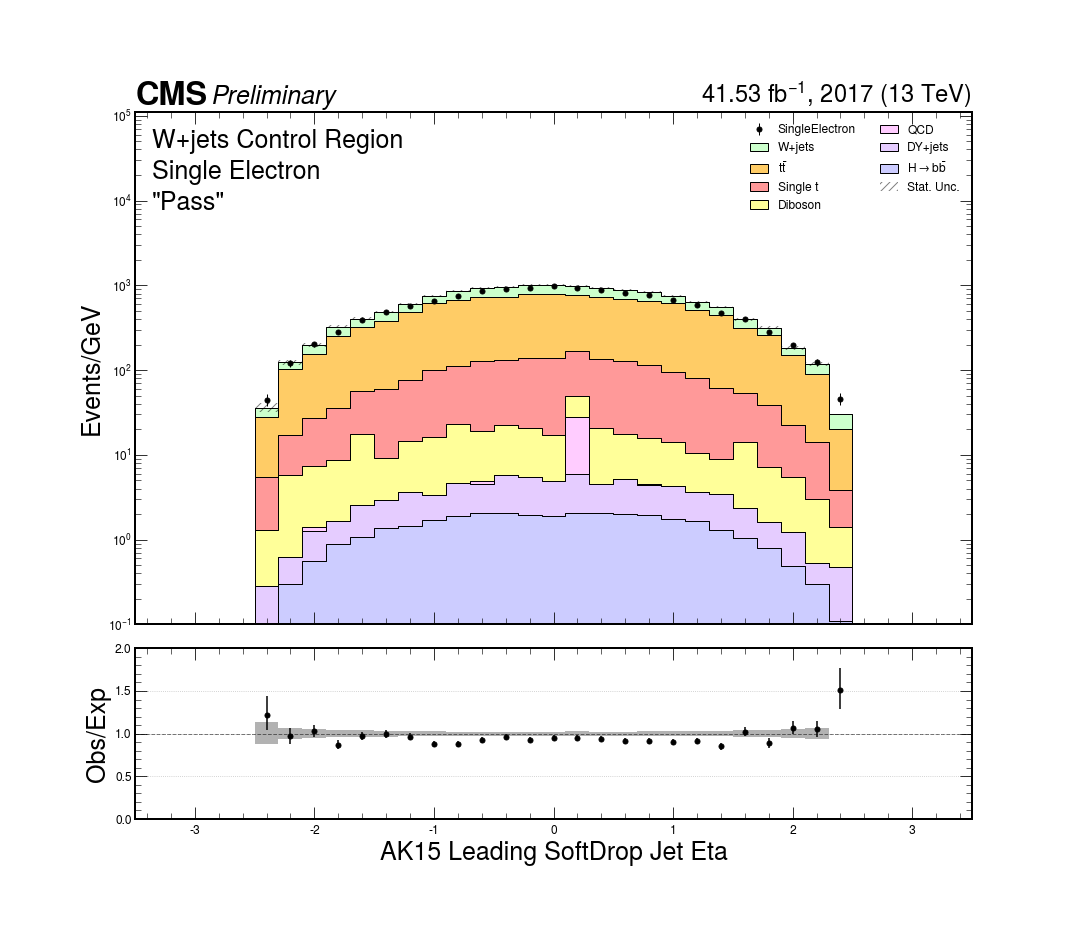 CMS Preliminary
41.53 fb⁻¹, 2017 (13 TeV)
W+jets Control Region
Single Electron
"Pass"
SingleElectron
W+jets
tt̄
Single t
Diboson
QCD
DY+jets
H→bb̄
Stat. Unc.
Events/GeV
10⁵
10⁴
10³
10²
10¹
10⁰
10⁻¹
Obs/Exp
2.0
1.5
1.0
0.5
0.0
-3 -2 -1 0 1 2 3
AK15 Leading SoftDrop Jet Eta